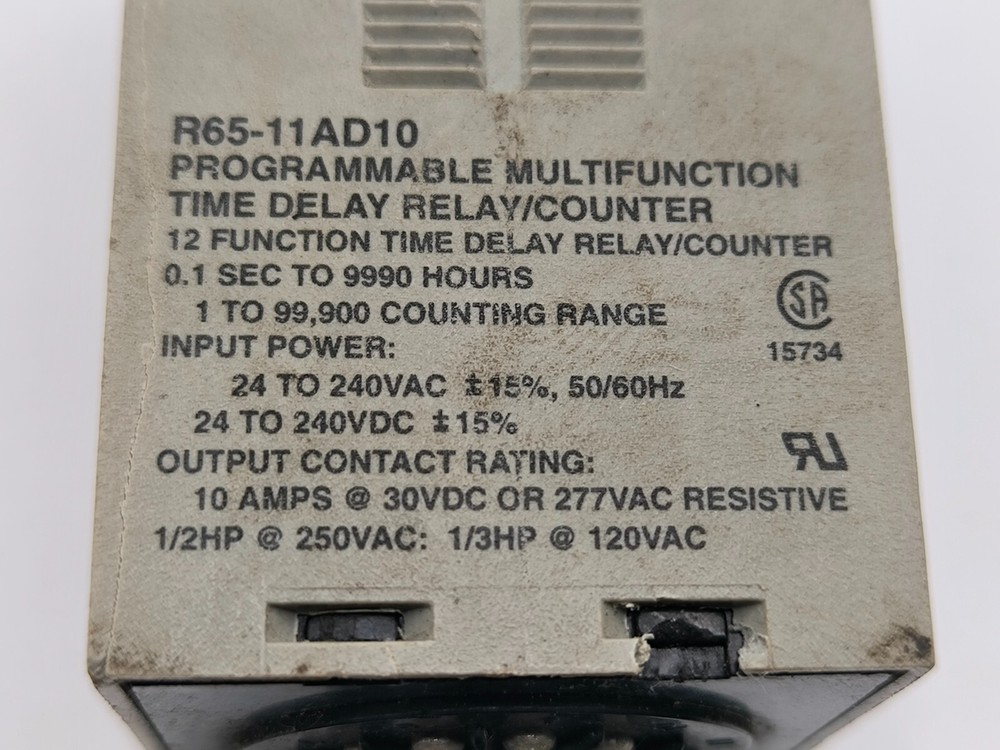 R65-11AD10
PROGRAMMABLE MULTIFUNCTION
TIME DELAY RELAY/COUNTER
12 FUNCTION TIME DELAY RELAY/COUNTER
0.1 SEC TO 9990 HOURS
1 TO 99,900 COUNTING RANGE
SA
15734
INPUT POWER:
24 TO 240VAC ±15%, 50/60Hz
24 TO 240VDC ±15%
RU
OUTPUT CONTACT RATING:
10 AMPS @ 30VDC OR 277VAC RESISTIVE
1/2HP @ 250VAC: 1/3HP @ 120VAC